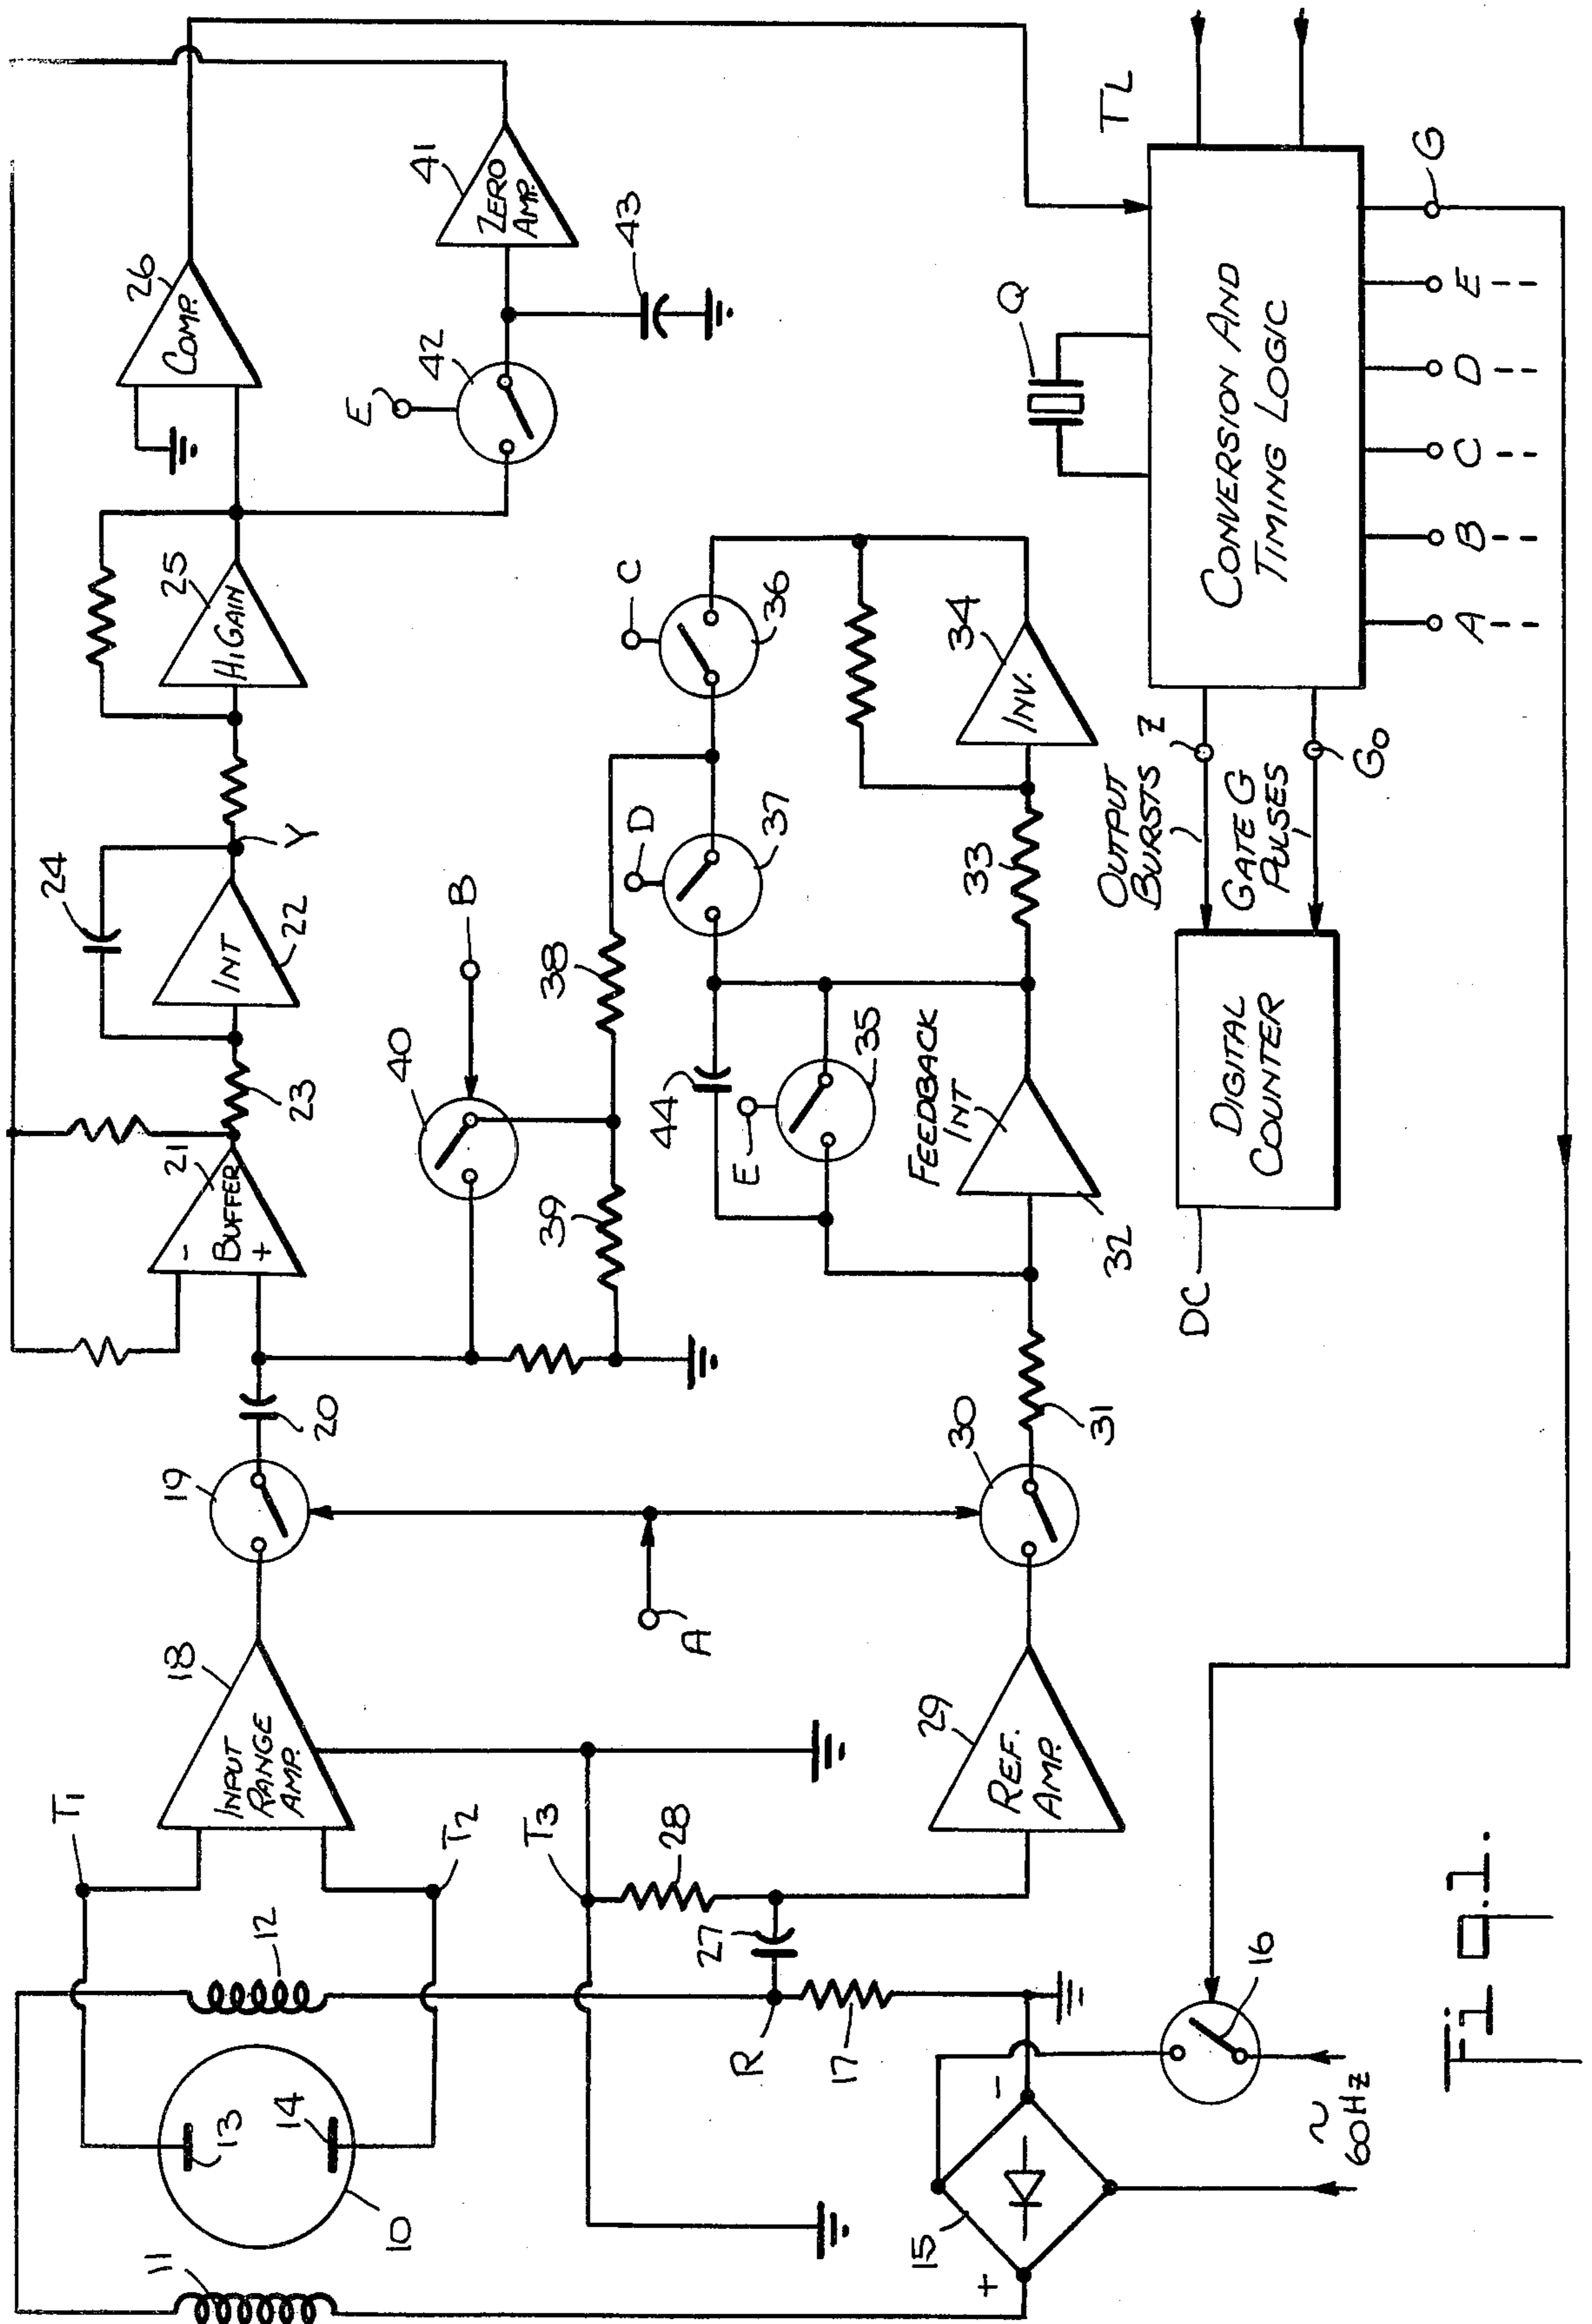 11
10
13
14
12
T1
T2
INPUT
RANGE
AMP.
18
19
20
-
BUFFER
+
21
23
INT
22
24
Y
HI GAIN
25
COMP.
26
ZERO
AMP.
41
E
42
43
T3
28
27
R
17
A
40
B
39
38
D
37
C
36
44
E
35
FEEDBACK
INT
32
33
INV.
34
REF.
AMP.
29
30
31
+
-
15
16
~
60HZ
DC
DIGITAL
COUNTER
OUTPUT
BURSTS
Z
GATE G
PULSES
GO
CONVERSION AND
TIMING LOGIC
Q
TL
A
B
C
D
E
G
Fig.1.